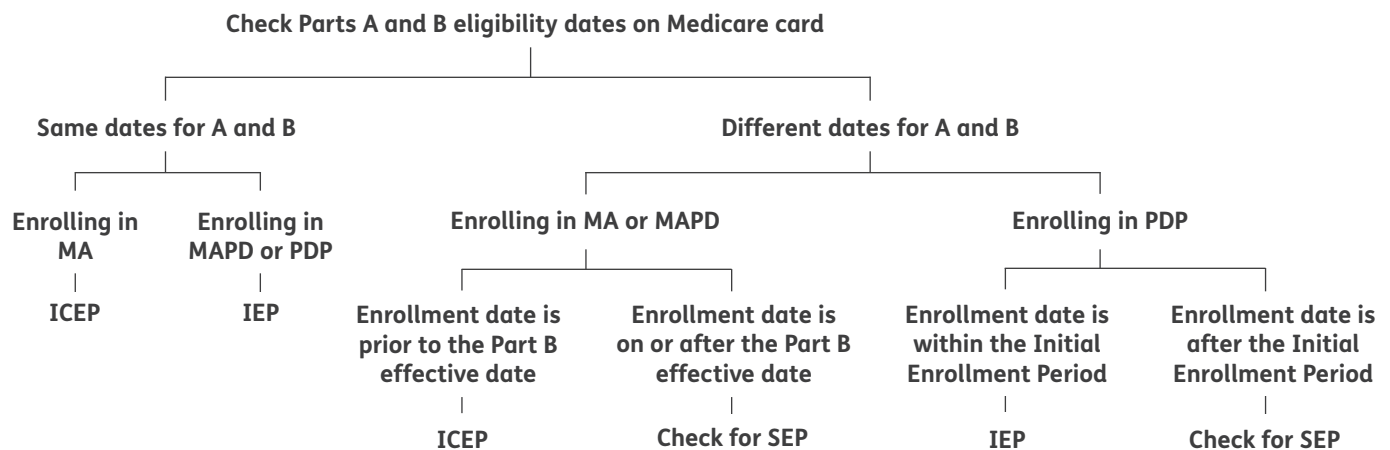 Check Parts A and B eligibility dates on Medicare card
Same dates for A and B
Different dates for A and B
Enrolling in
MA
Enrolling in
MAPD or PDP
Enrolling in MA or MAPD
Enrolling in PDP
ICEP
IEP
Enrollment date is
prior to the Part B
effective date
Enrollment date is
on or after the Part B
effective date
Enrollment date is
within the Initial
Enrollment Period
Enrollment date is
after the Initial
Enrollment Period
ICEP
Check for SEP
IEP
Check for SEP